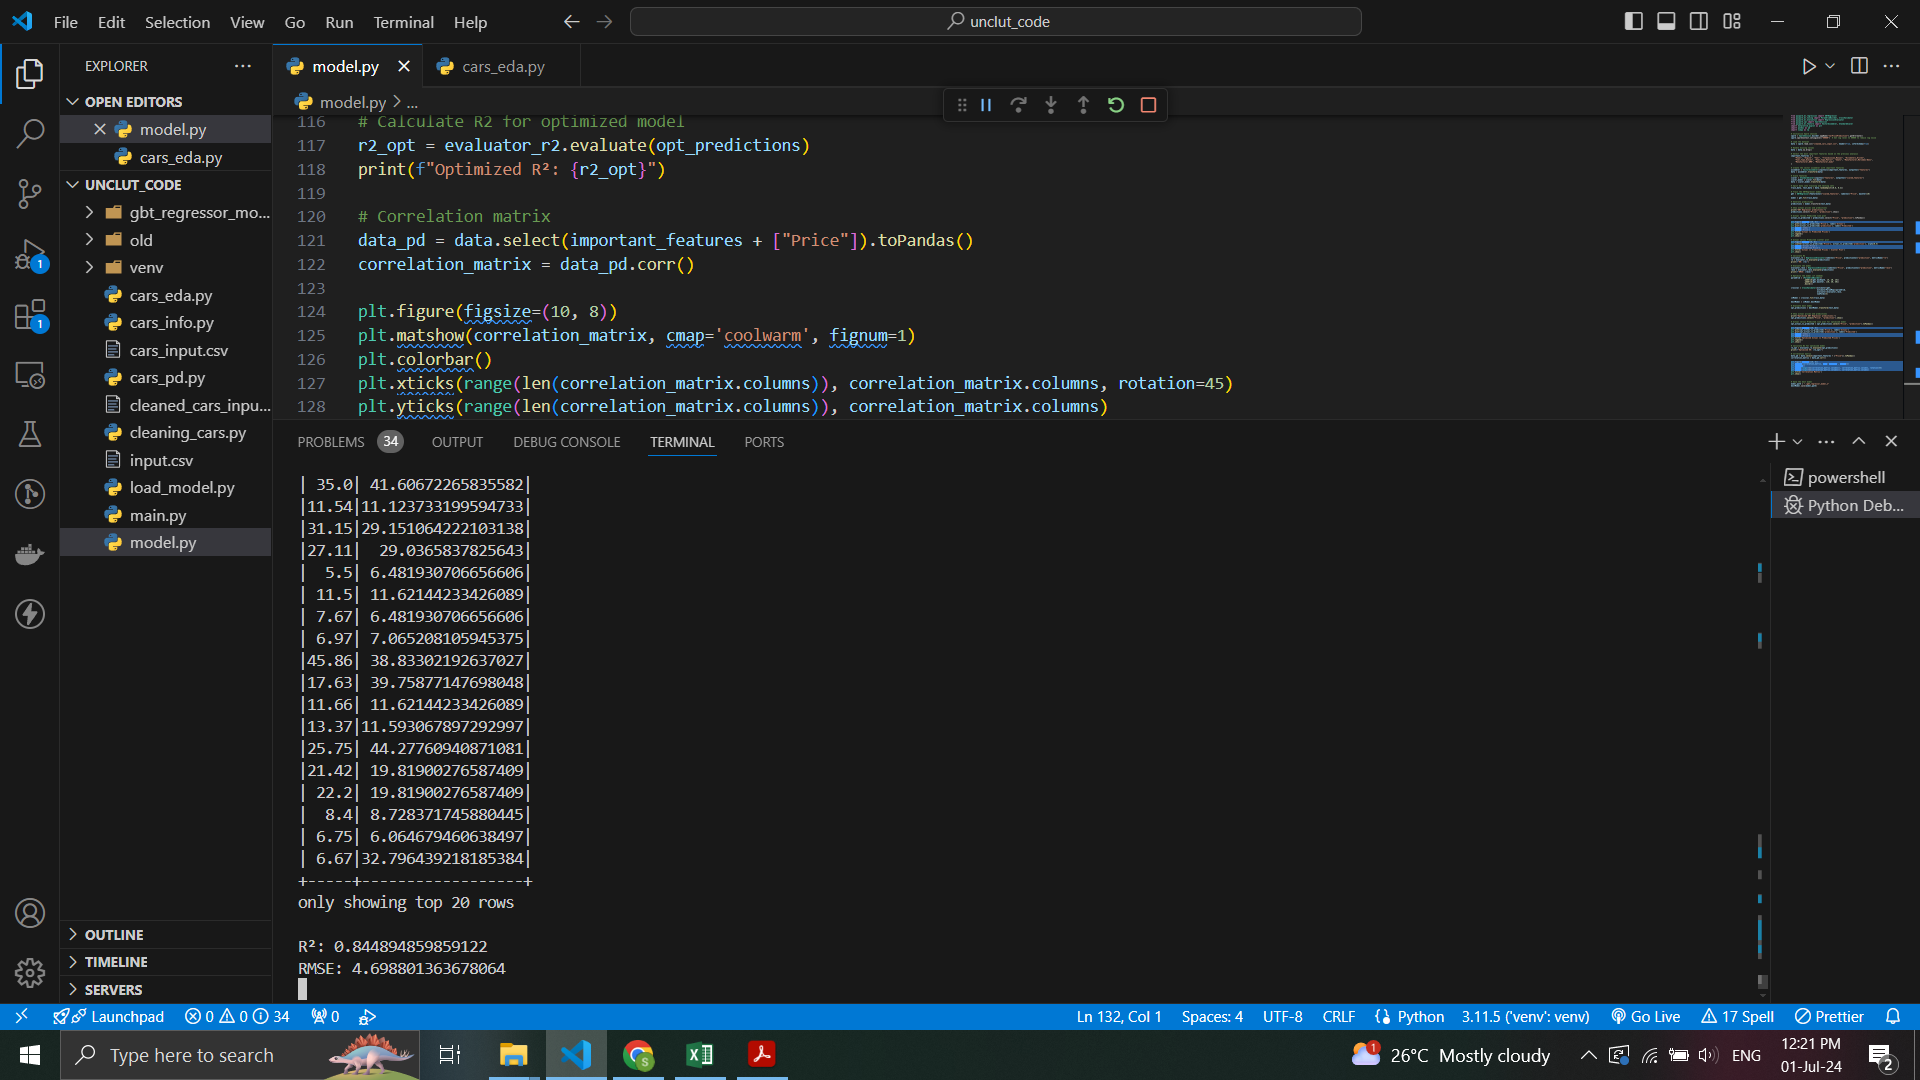 File Edit Selection View Go Run Terminal Help
unclut_code
EXPLORER
OPEN EDITORS
model.py
cars_eda.py
UNCLUT_CODE
gbt_regressor_mo...
old
venv
cars_eda.py
cars_info.py
cars_input.csv
cars_pd.py
cleaned_cars_inpu...
cleaning_cars.py
input.csv
load_model.py
main.py
model.py
OUTLINE
TIMELINE
SERVERS
1
1
model.py
cars_eda.py
model.py > ...
116 # Calculate R2 for optimized model
117 r2_opt = evaluator_r2.evaluate(opt_predictions)
118 print(f"Optimized R²: {r2_opt}")
119
120 # Correlation matrix
121 data_pd = data.select(important_features + ["Price"]).toPandas()
122 correlation_matrix = data_pd.corr()
123
124 plt.figure(figsize=(10, 8))
125 plt.matshow(correlation_matrix, cmap='coolwarm', fignum=1)
126 plt.colorbar()
127 plt.xticks(range(len(correlation_matrix.columns)), correlation_matrix.columns, rotation=45)
128 plt.yticks(range(len(correlation_matrix.columns)), correlation_matrix.columns)
PROBLEMS 34 OUTPUT DEBUG CONSOLE TERMINAL PORTS
| 35.0| 41.60672265835582|
|11.54|11.123733199594733|
|31.15|29.151064222103138|
|27.11|  29.0365837825643|
|  5.5| 6.481930706656606|
| 11.5| 11.62144233426089|
| 7.67| 6.481930706656606|
| 6.97| 7.065208105945375|
|45.86| 38.83302192637027|
|17.63| 39.75877147698048|
|11.66| 11.62144233426089|
|13.37|11.593067897292997|
|25.75| 44.27760940871081|
|21.42| 19.81900276587409|
| 22.2| 19.81900276587409|
|  8.4| 8.728371745880445|
| 6.75| 6.064679460638497|
| 6.67|32.796439218185384|
+-----+------------------+
only showing top 20 rows
R²: 0.844894859859122
RMSE: 4.698801363678064
powershell
Python Deb...
Launchpad 0 0 34 0 Ln 132, Col 1 Spaces: 4 UTF-8 CRLF Python 3.11.5 ('venv': venv) Go Live 17 Spell Prettier
Type here to search
S
1
26°C Mostly cloudy
ENG
12:21 PM
01-Jul-24
2